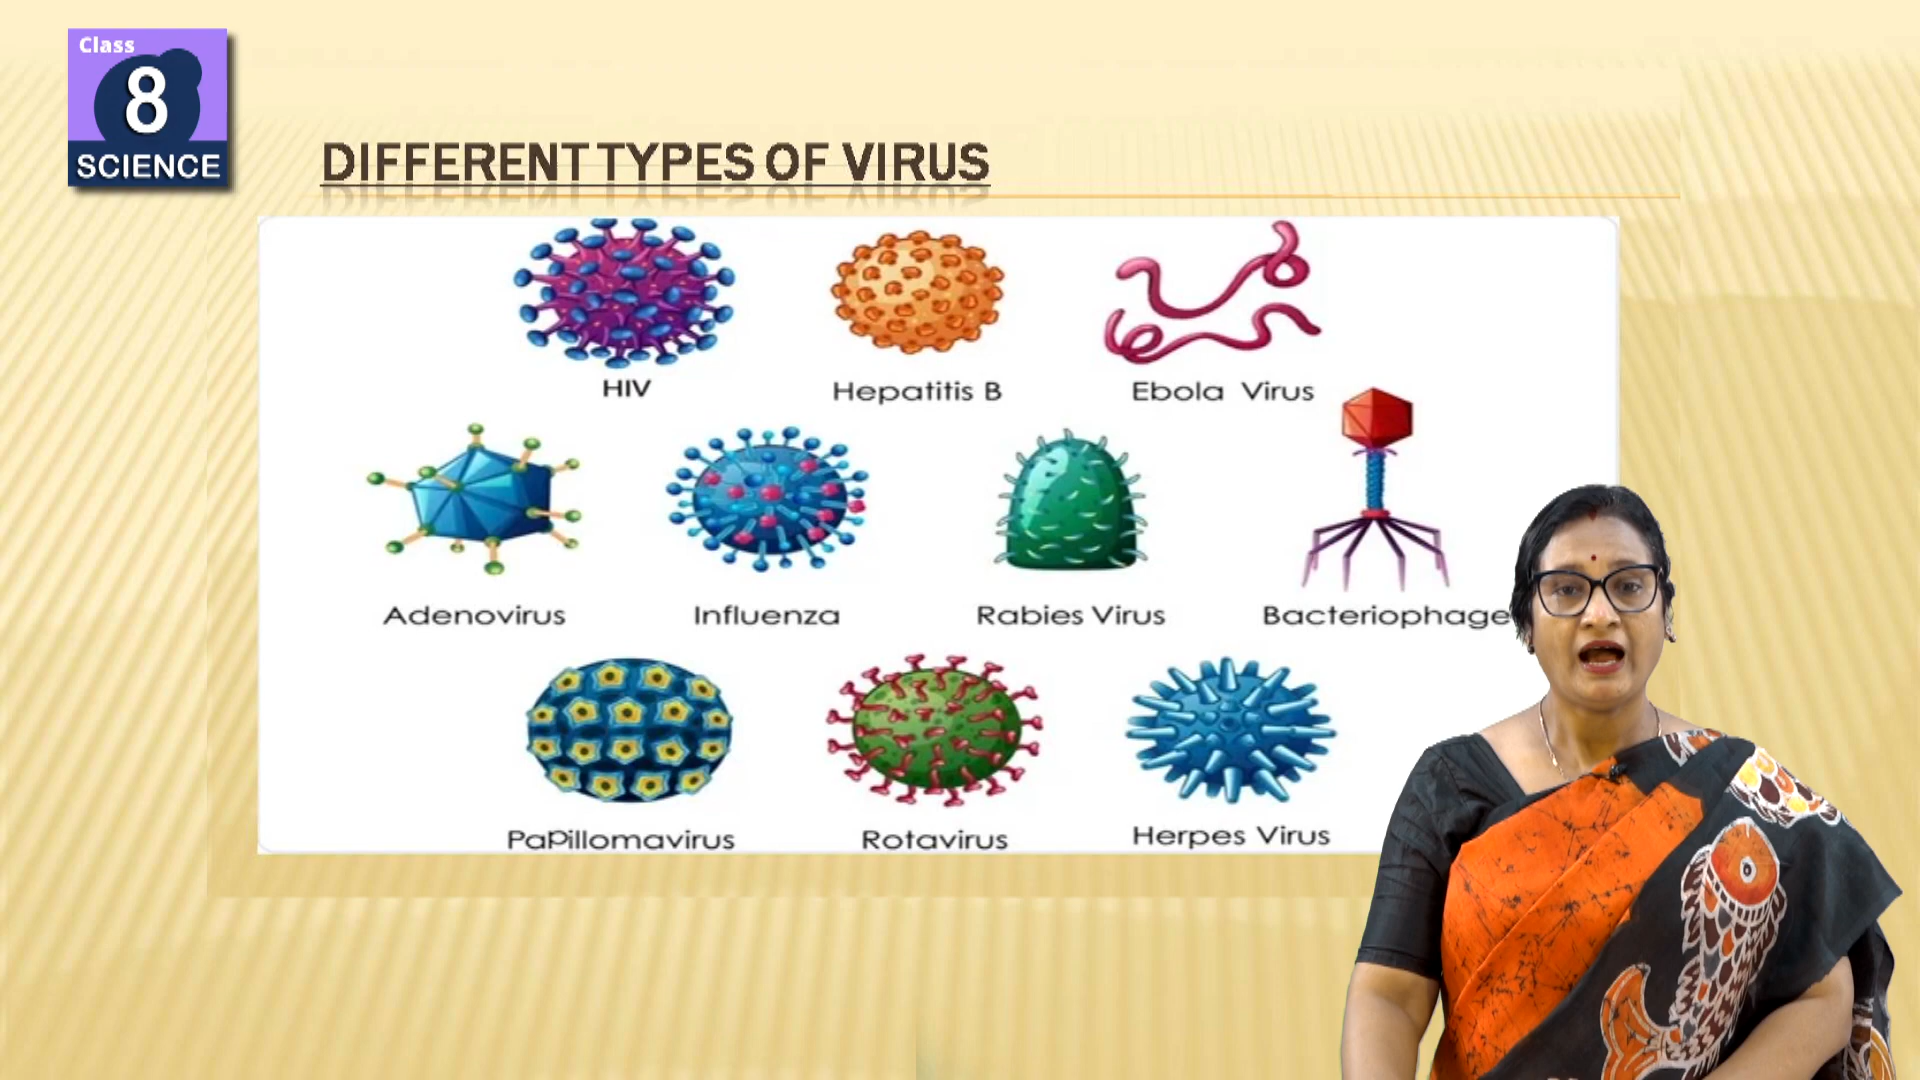 Class
8
SCIENCE
DIFFERENT TYPES OF VIRUS
HIV
Hepatitis B
Ebola Virus
Adenovirus
Influenza
Rabies Virus
Bacteriophage
Papillomavirus
Rotavirus
Herpes Virus